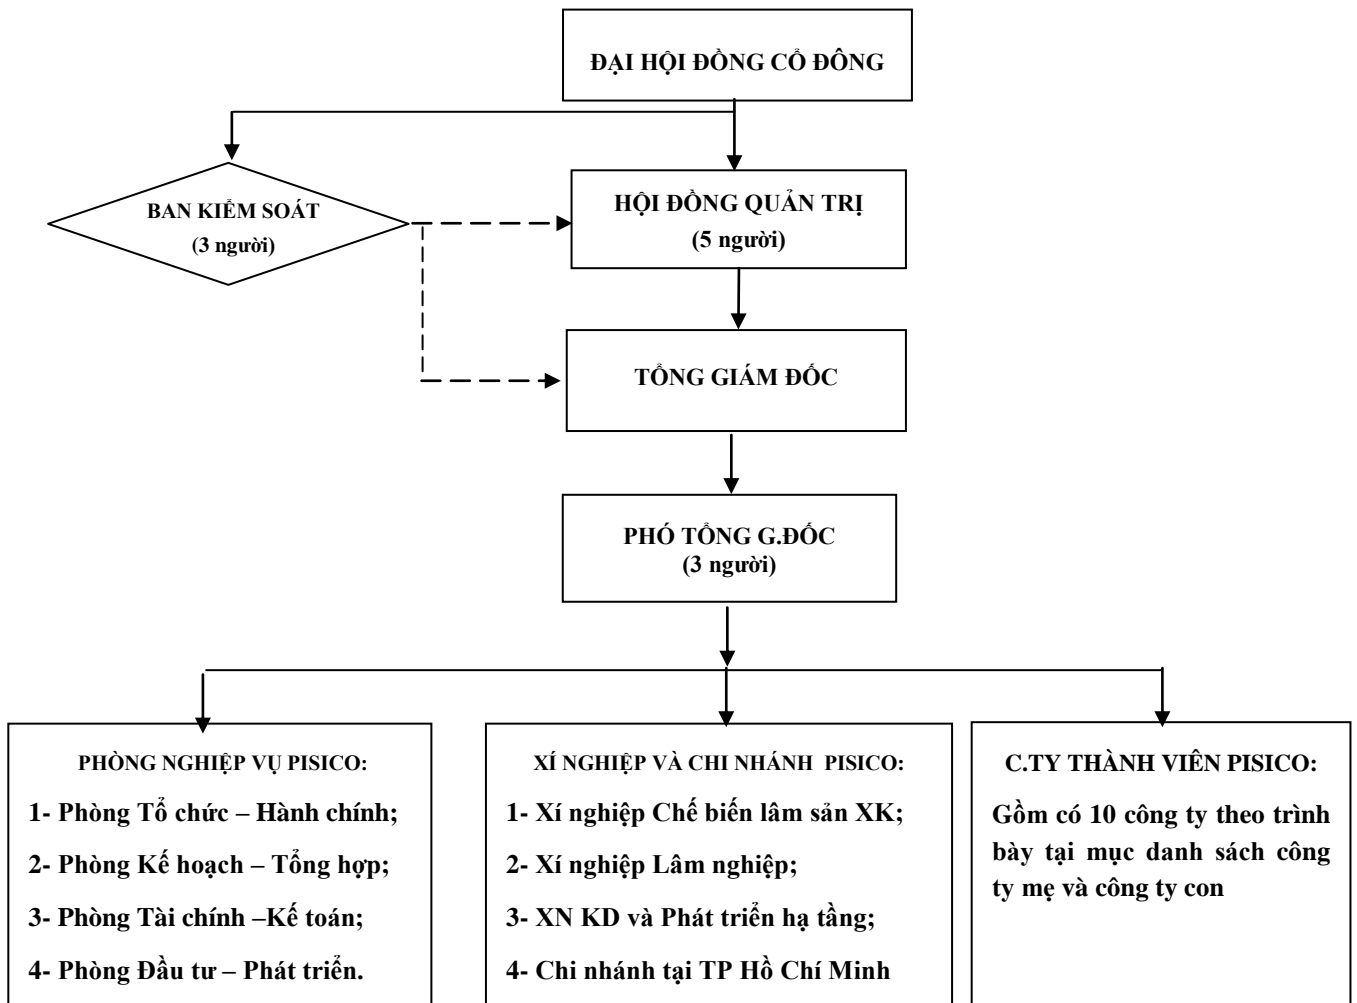 ĐẠI HỘI ĐỒNG CỔ ĐÔNG
BAN KIỂM SOÁT
(3 người)
HỘI ĐỒNG QUẢN TRỊ
(5 người)
TỔNG GIÁM ĐỐC
PHÓ TỔNG G.ĐỐC
(3 người)
PHÒNG NGHIỆP VỤ PISICO:
1- Phòng Tổ chức – Hành chính;
2- Phòng Kế hoạch – Tổng hợp;
3- Phòng Tài chính –Kế toán;
4- Phòng Đầu tư – Phát triển.
XÍ NGHIỆP VÀ CHI NHÁNH PISICO:
1- Xí nghiệp Chế biến lâm sản XK;
2- Xí nghiệp Lâm nghiệp;
3- XN KD và Phát triển hạ tầng;
4- Chi nhánh tại TP Hồ Chí Minh
C.TY THÀNH VIÊN PISICO:
Gồm có 10 công ty theo trình
bày tại mục danh sách công
ty mẹ và công ty con